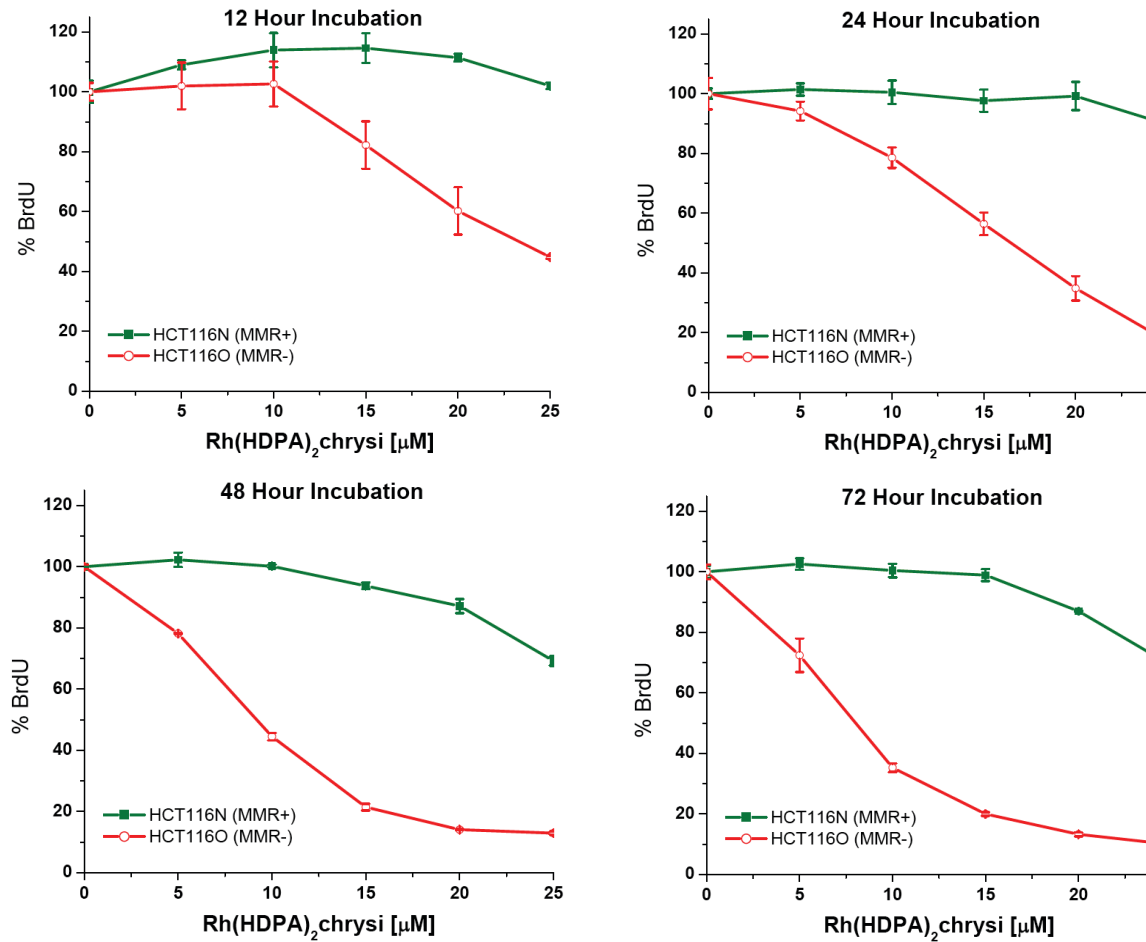 12 Hour Incubation
120
100
80
60
40
20
0
% BrdU
HCT116N (MMR+)
HCT116O (MMR-)
0 5 10 15 20 25
Rh(HDPA)2chrysi [µM]
24 Hour Incubation
120
100
80
60
40
20
0
% BrdU
HCT116N (MMR+)
HCT116O (MMR-)
0 5 10 15 20
Rh(HDPA)2chrysi [µM]
48 Hour Incubation
120
100
80
60
40
20
0
% BrdU
HCT116N (MMR+)
HCT116O (MMR-)
0 5 10 15 20 25
Rh(HDPA)2chrysi [µM]
72 Hour Incubation
120
100
80
60
40
20
0
% BrdU
HCT116N (MMR+)
HCT116O (MMR-)
0 5 10 15 20
Rh(HDPA)2chrysi [µM]